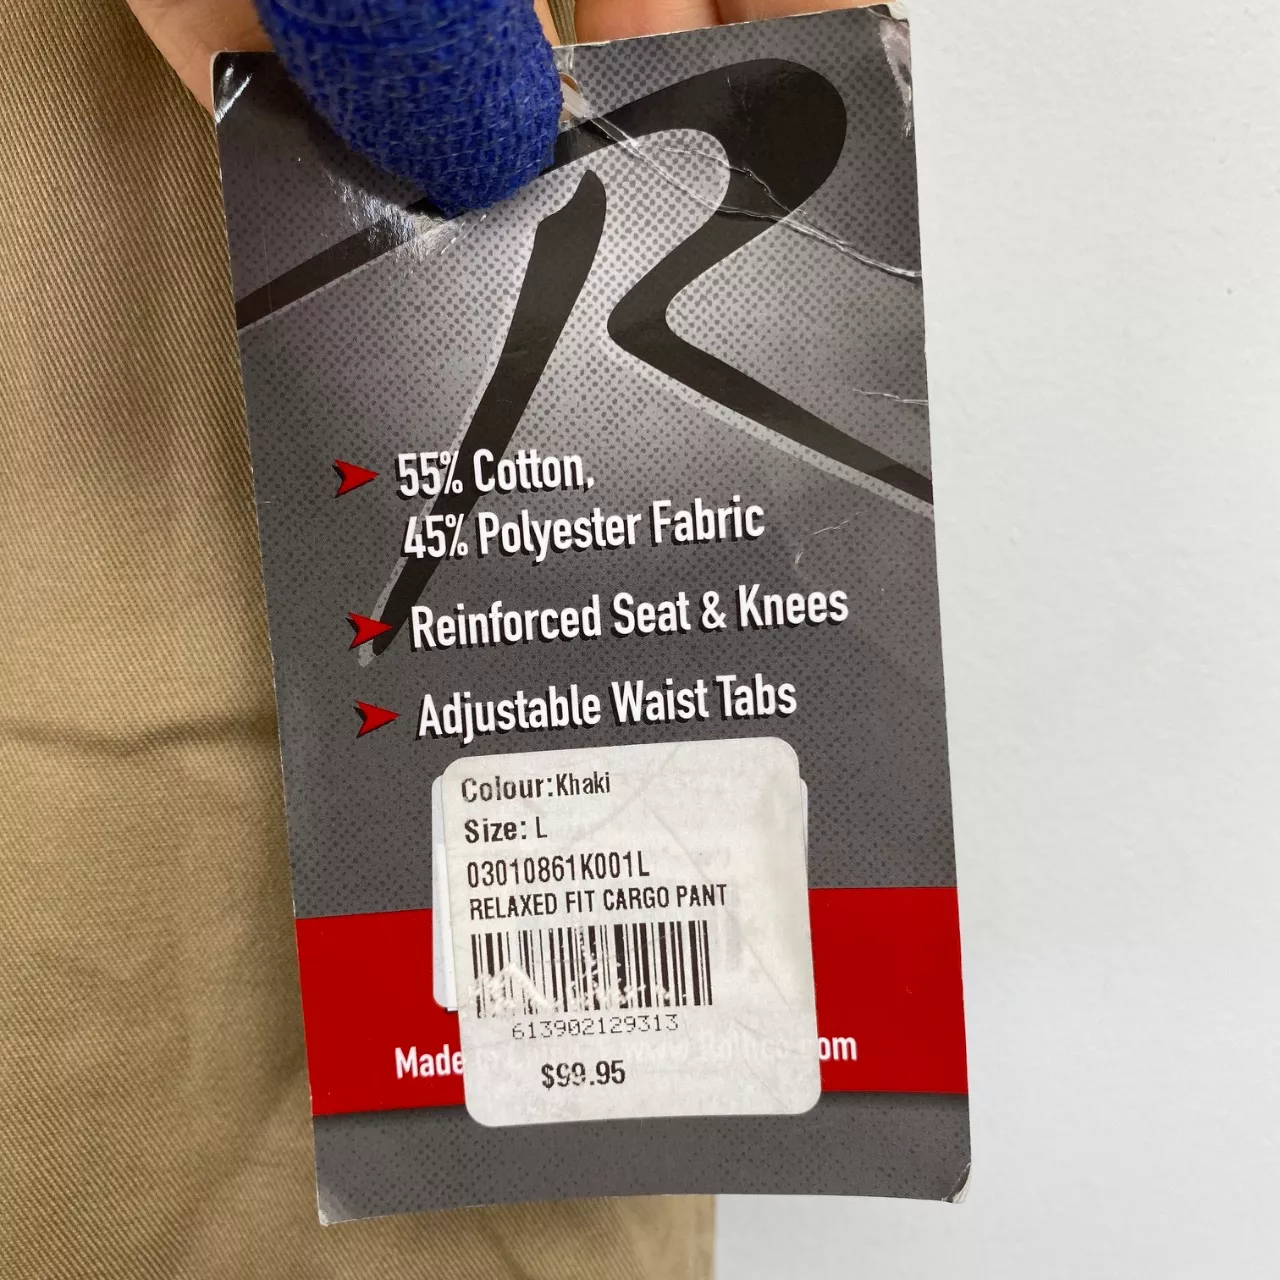 R
55% Cotton,
45% Polyester Fabric
Reinforced Seat & Knees
Adjustable Waist Tabs
Colour:Khaki
Size: L
03010861K001L
RELAXED FIT CARGO PANT
613902129313
Made
$99.95